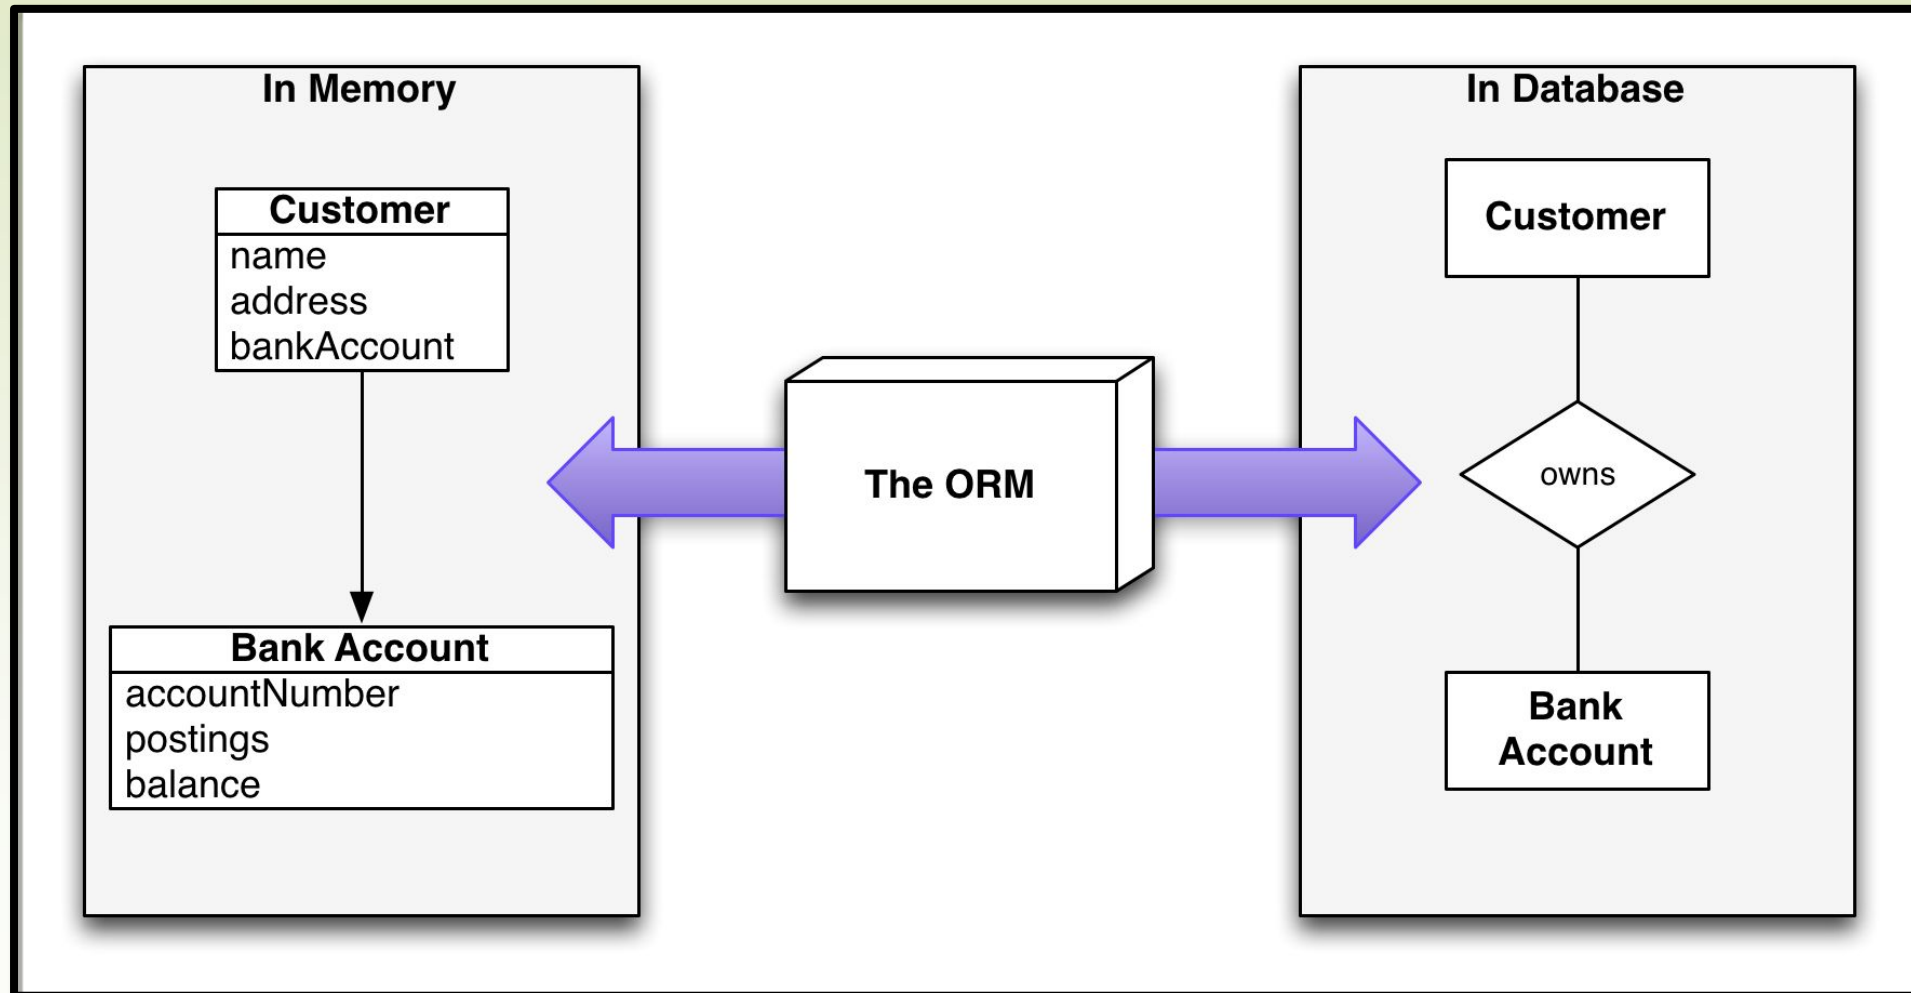 In Memory
Customer
name
address
bankAccount
Bank Account
accountNumber
postings
balance
The ORM
In Database
Customer
owns
Bank
Account